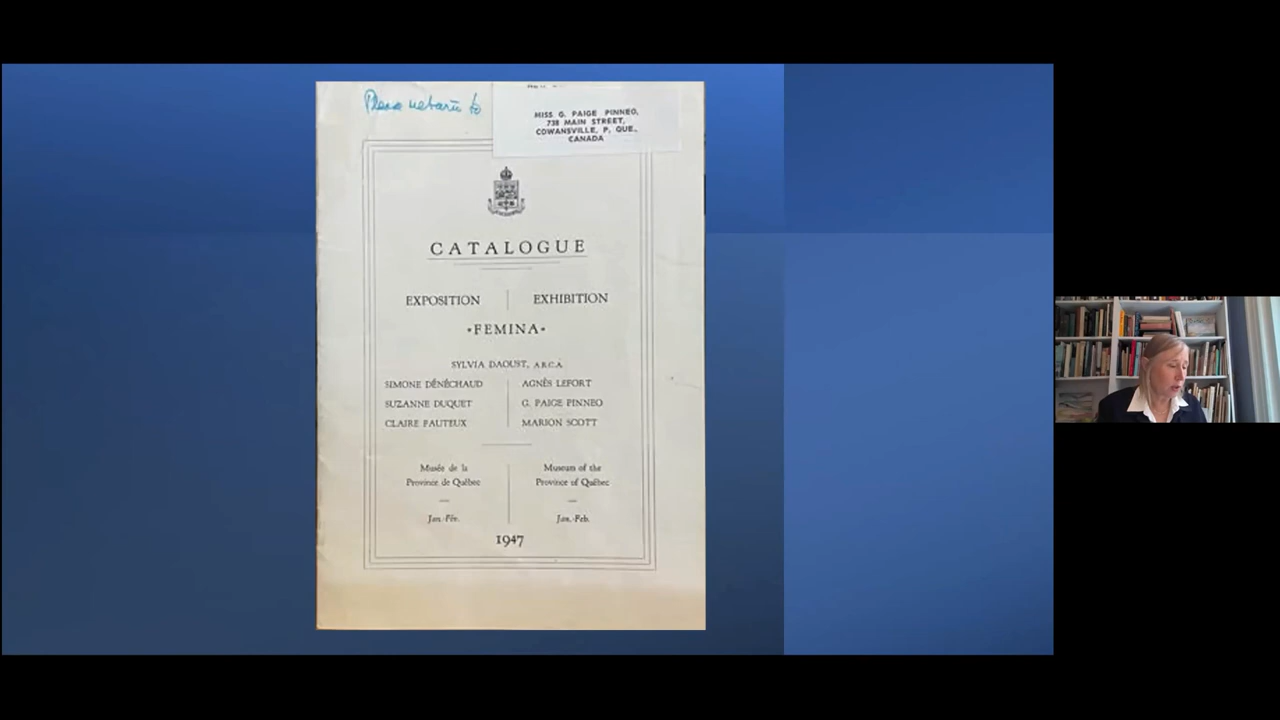 Please return to
MISS G. PAIGE PINNEO,
738 MAIN STREET,
COWANSVILLE, P. QUE.,
CANADA
CATALOGUE
EXPOSITION | EXHIBITION
•FEMINA•
SYLVIA DAOUST, A.R.C.A.
SIMONE DÉNÉCHAUD
SUZANNE DUQUET
CLAIRE FAUTEUX
AGNÈS LEFORT
G. PAIGE PINNEO
MARION SCOTT
Musée de la
Province de Québec
Jan.-Fév.
Museum of the
Province of Québec
Jan.-Feb.
1947